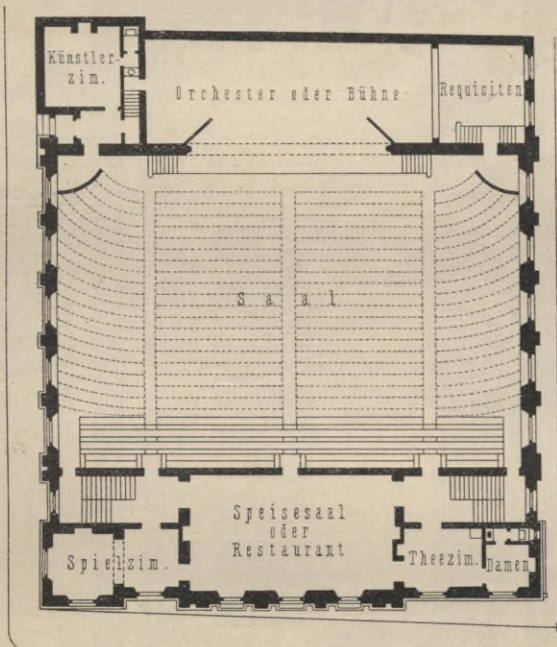 Künstler-
zim.
Orchester oder Bühne
Requisiten
Saal
Speisesaal
oder
Restaurant
Spielzim.
Theezim.
Damen